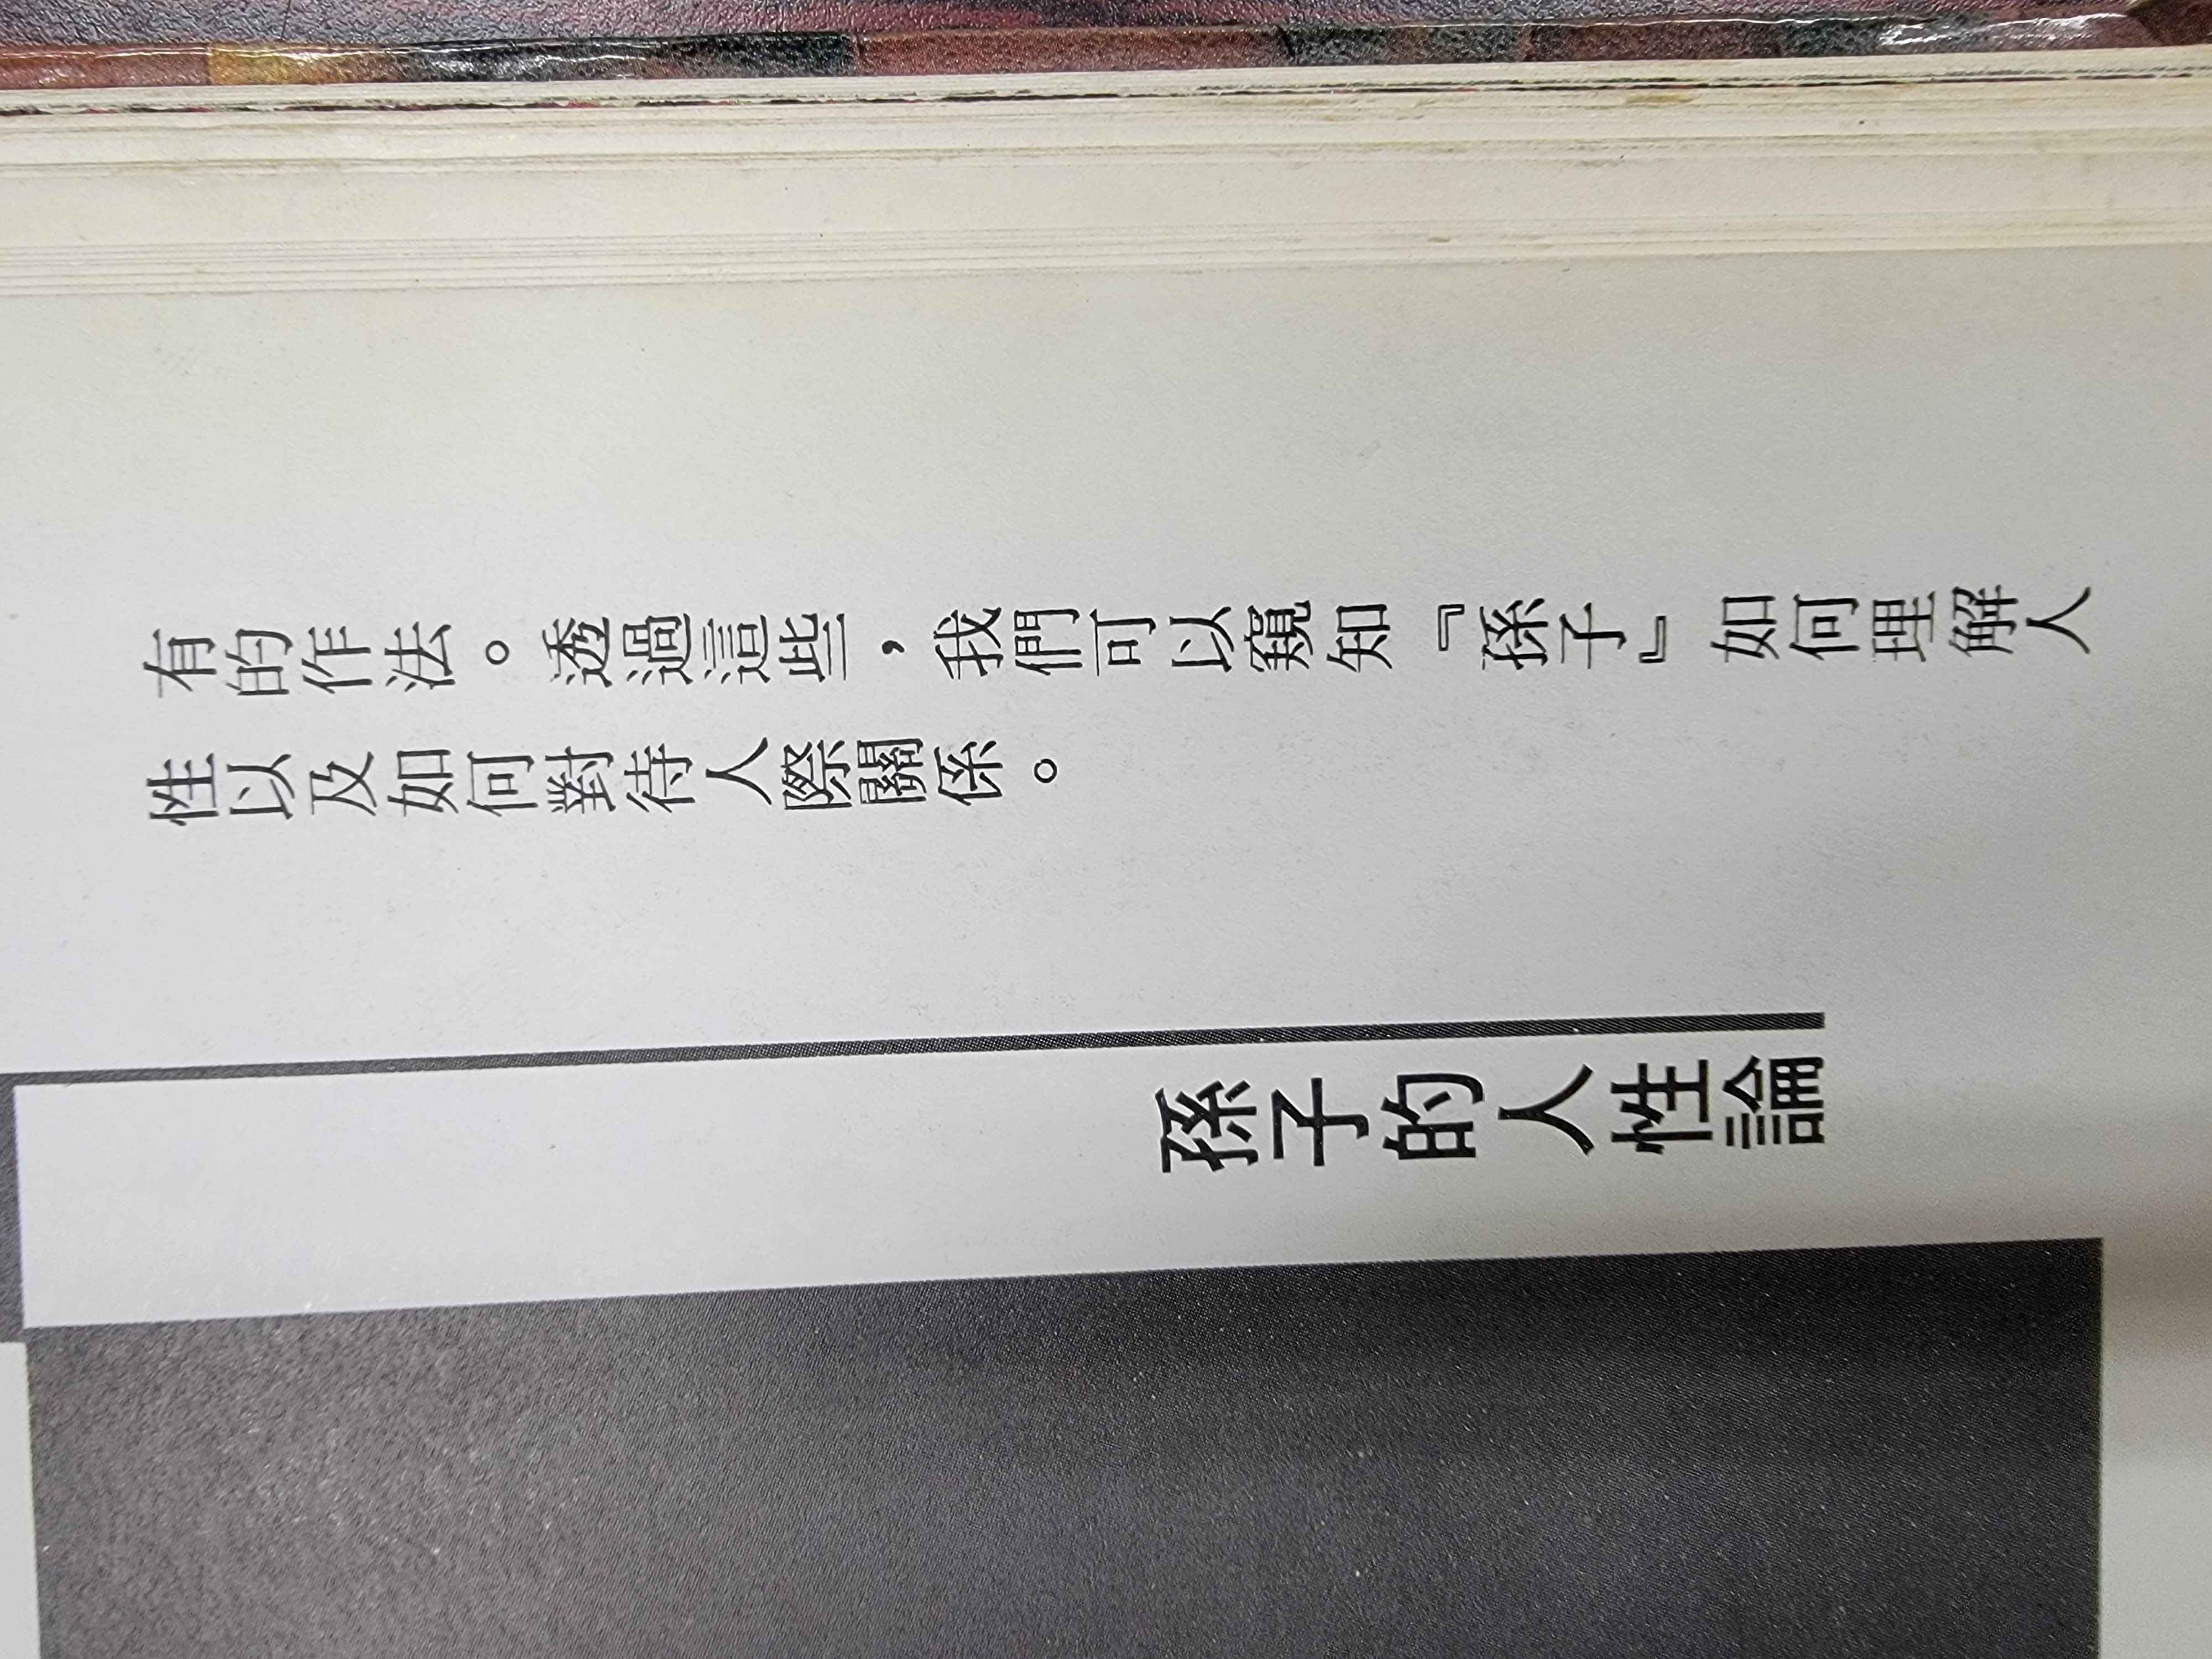 有的作法。透過這些，我們可以窺知『孫子』如何理解人
性以及如何對待人際關係。
孫子的人性論